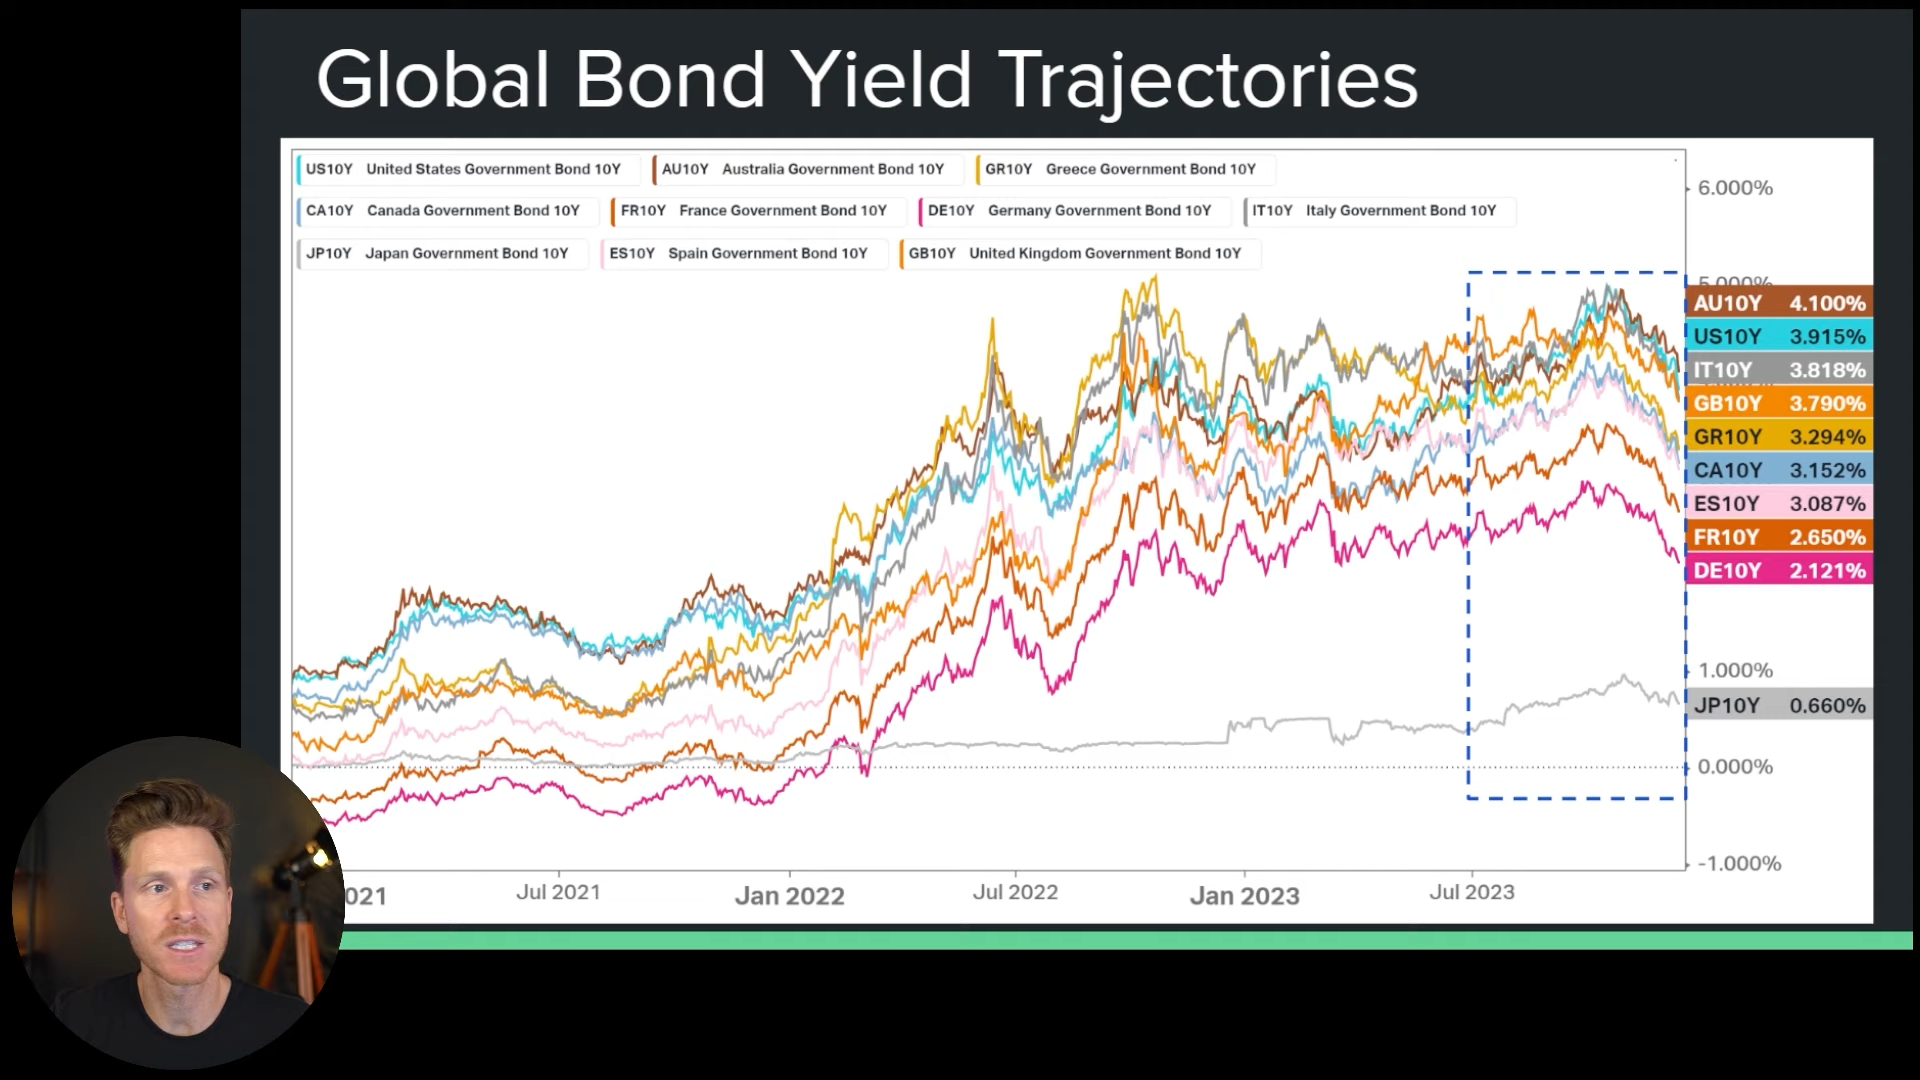 Global Bond Yield Trajectories
US10Y United States Government Bond 10Y AU10Y Australia Government Bond 10Y GR10Y Greece Government Bond 10Y
CA10Y Canada Government Bond 10Y FR10Y France Government Bond 10Y DE10Y Germany Government Bond 10Y IT10Y Italy Government Bond 10Y
JP10Y Japan Government Bond 10Y ES10Y Spain Government Bond 10Y GB10Y United Kingdom Government Bond 10Y
6.000%
5.000%
AU10Y 4.100%
US10Y 3.915%
IT10Y 3.818%
GB10Y 3.790%
GR10Y 3.294%
CA10Y 3.152%
ES10Y 3.087%
FR10Y 2.650%
DE10Y 2.121%
1.000%
JP10Y 0.660%
0.000%
-1.000%
021 Jul 2021 Jan 2022 Jul 2022 Jan 2023 Jul 2023